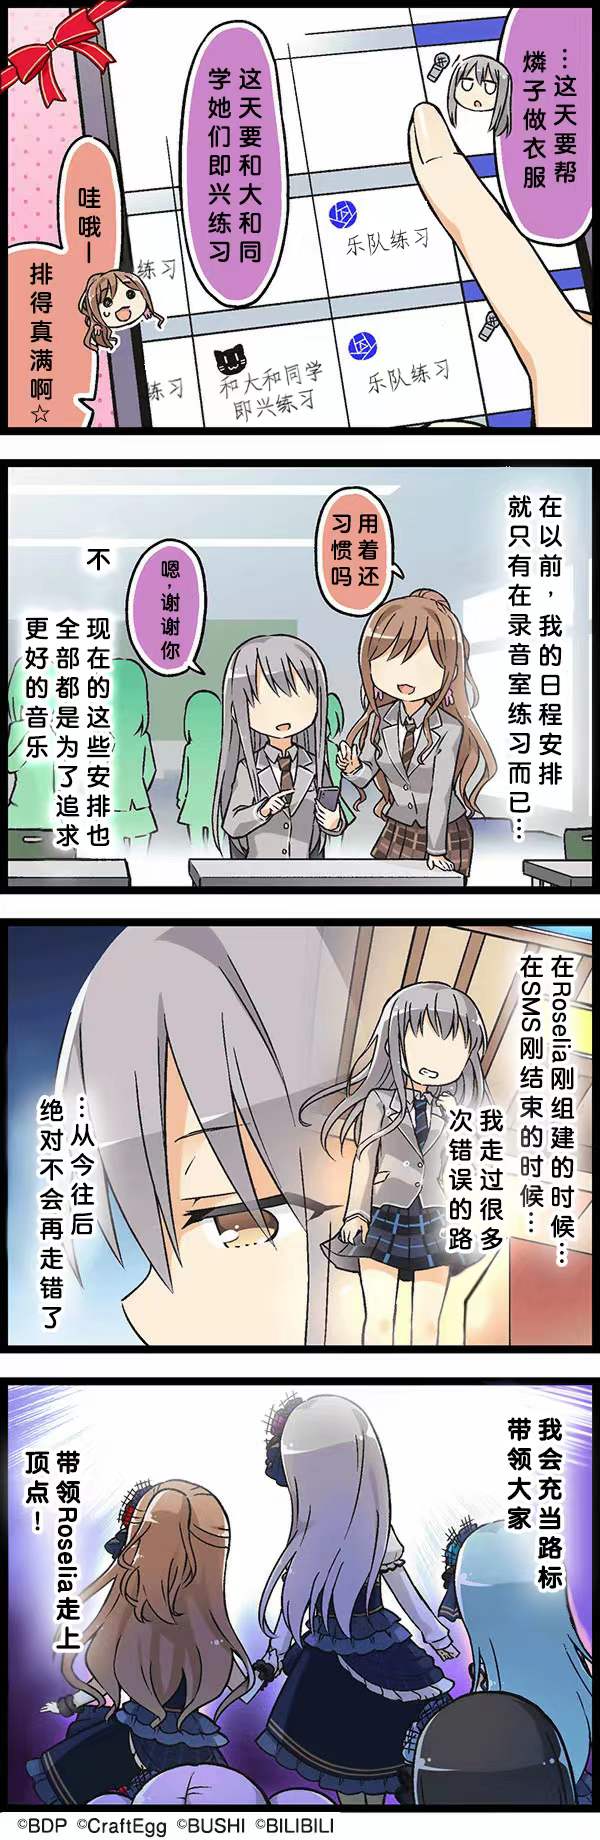 …这天要帮
燐子做衣服
这天要和大和同
学她们即兴练习
哇哦ー
排得真满啊☆
乐队练习
练习
乐队练习
和大和同学
即兴练习
练习
在以前，我的日程安排
就只有在录音室练习而已…
用着还
习惯吗
嗯,谢谢你
不
现在的这些安排也
全部都是为了追求
更好的音乐
在Roselia刚组建的时候…
在SMS刚结束的时候…
我走过很多
次错误的路
…从今往后
绝对不会再走错了
我会充当路标
带领大家
带领Roselia走上
顶点！
©BDP ©CraftEgg ©BUSHI ©BILIBILI